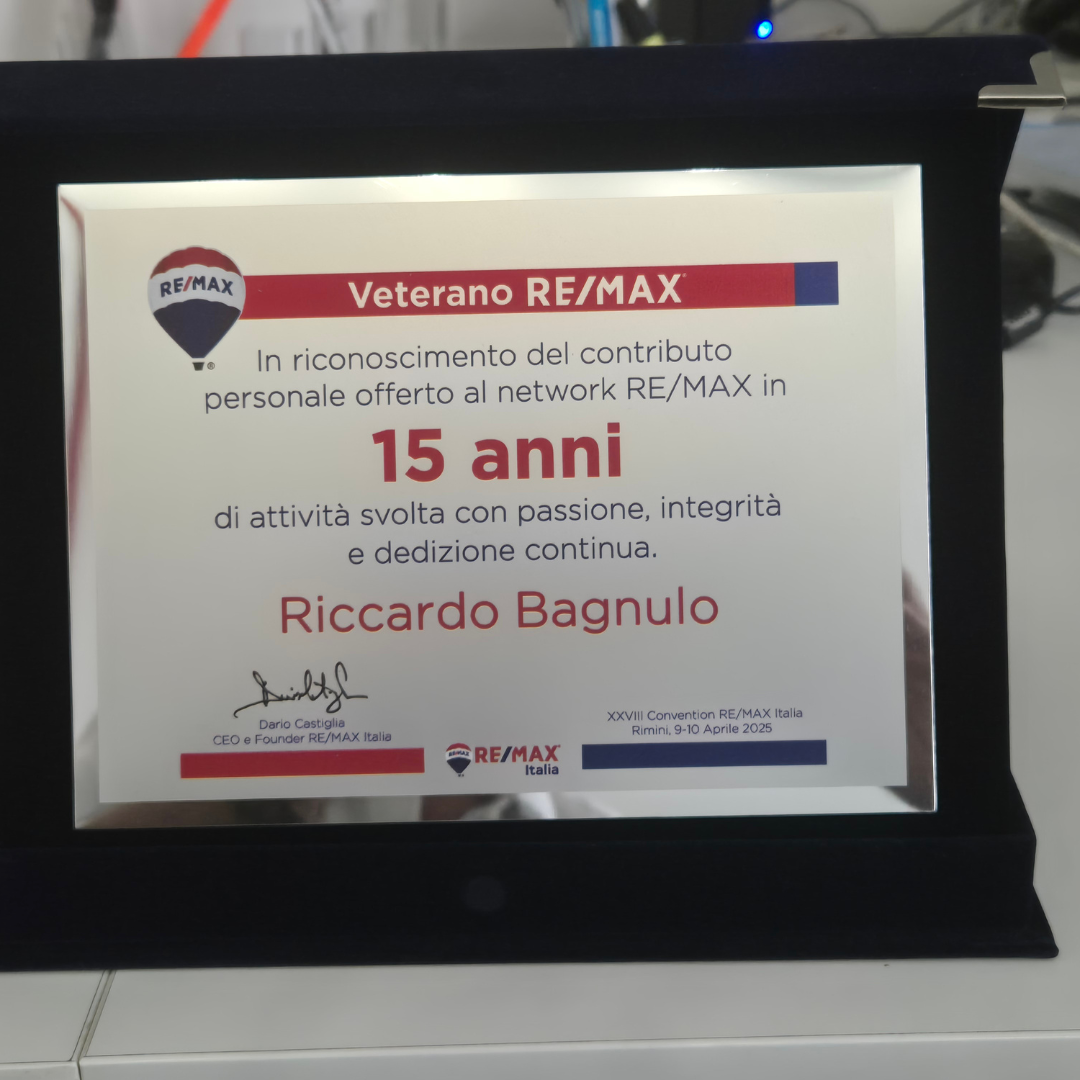 RE/MAX
Veterano RE/MAX
In riconoscimento del contributo
personale offerto al network RE/MAX in
15 anni
di attività svolta con passione, integrità
e dedizione continua.
Riccardo Bagnulo
Dario Castiglia
CEO e Founder RE/MAX Italia
XXVIII Convention RE/MAX Italia
Rimini, 9-10 Aprile 2025
RE/MAX
RE/MAX
Italia